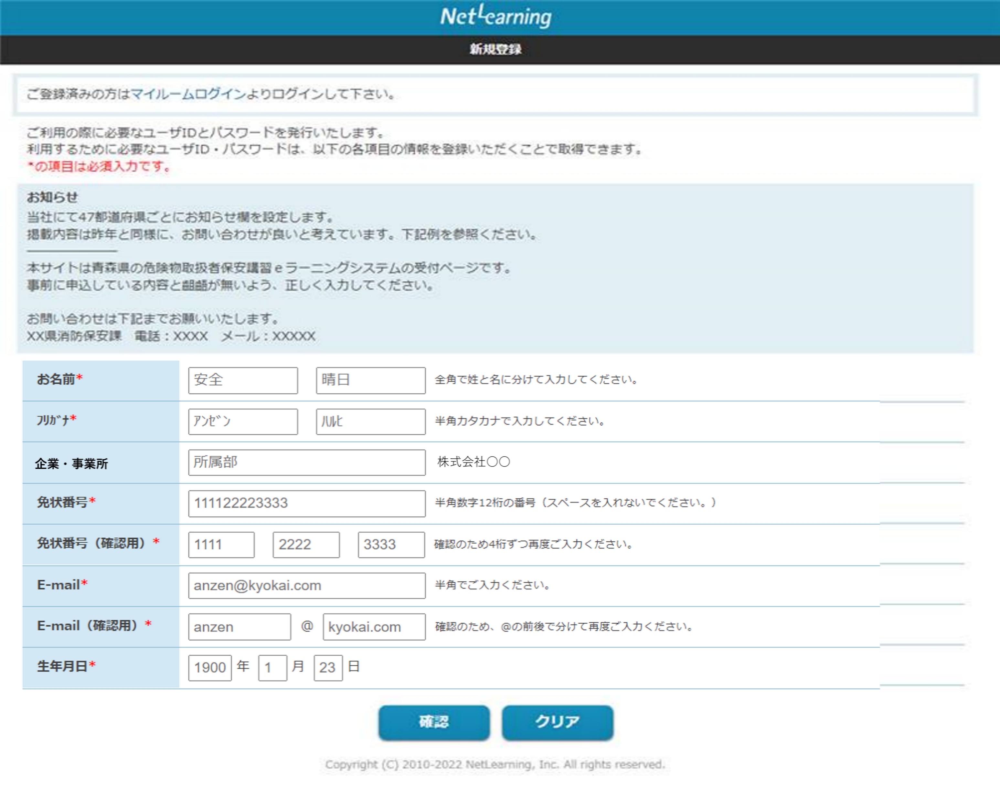 NetLearning
新規登録
ご登録済みの方はマイルームログインよりログインして下さい。
ご利用の際に必要なユーザIDとパスワードを発行いたします。
利用するために必要なユーザID・パスワードは、以下の各項目の情報を登録いただくことで取得できます。
*の項目は必須入力です。
お知らせ
当社にて47都道府県ごとにお知らせ欄を設定します。
掲載内容は昨年と同様に、お問い合わせが良いと考えています。下記例を参照ください。
―――――――
本サイトは青森県の危険物取扱者保安講習eラーニングシステムの受付ページです。
事前に申込している内容と齟齬が無いよう、正しく入力してください。
お問い合わせは下記までお願いいたします。
XX県消防保安課　電話：XXXX　メール：XXXXX
お名前* 安全 晴日 全角で姓と名に分けて入力してください。
ﾌﾘｶﾞﾅ* ｱﾝｾﾞﾝ ﾊﾙﾋ 半角カタカナで入力してください。
企業・事業所 所属部 株式会社○○
免状番号* 111122223333 半角数字12桁の番号（スペースを入れないでください。）
免状番号（確認用）* 1111 2222 3333 確認のため4桁ずつ再度ご入力ください。
E-mail* anzen@kyokai.com 半角でご入力ください。
E-mail（確認用）* anzen @ kyokai.com 確認のため、@の前後で分けて再度ご入力ください。
生年月日* 1900 年 1 月 23 日
確認 クリア
Copyright (C) 2010-2022 NetLearning, Inc. All rights reserved.